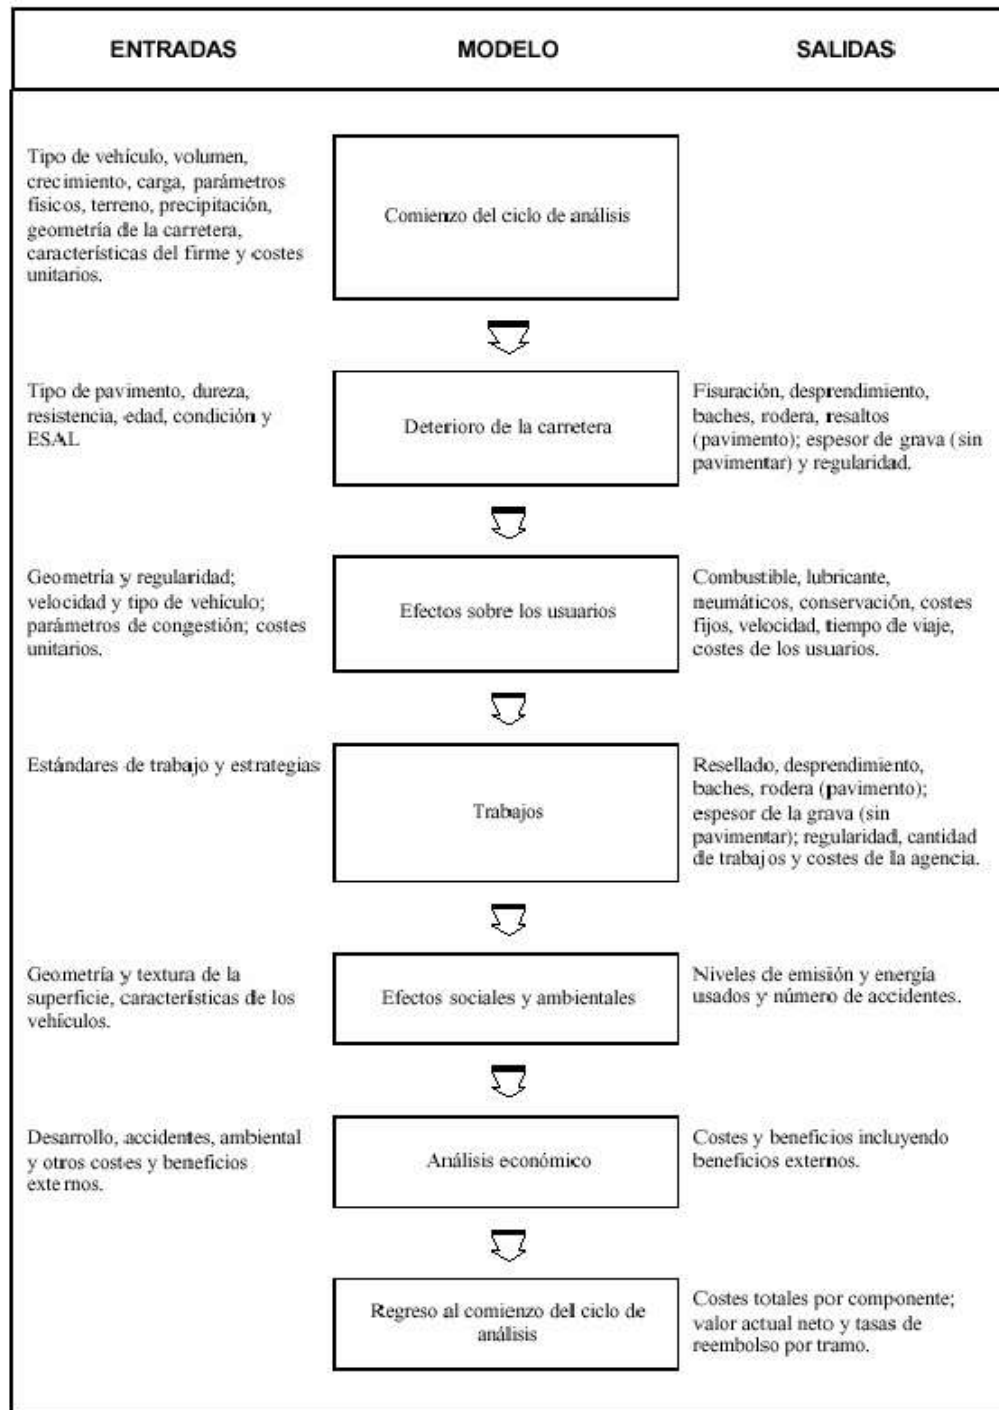 ENTRADAS
MODELO
SALIDAS
Tipo de vehículo, volumen,
crecimiento, carga, parámetros
físicos, terreno, precipitación,
geometría de la carretera,
características del firme y costes
unitarios.
Comienzo del ciclo de análisis
Tipo de pavimento, dureza,
resistencia, edad, condición y
ESAL
Deterioro de la carretera
Fisuración, desprendimiento,
baches, rodera, resaltos
(pavimento); espesor de grava (sin
pavimentar) y regularidad.
Geometría y regularidad;
velocidad y tipo de vehículo;
parámetros de congestión; costes
unitarios.
Efectos sobre los usuarios
Combustible, lubricante,
neumáticos, conservación, costes
fijos, velocidad, tiempo de viaje,
costes de los usuarios.
Estándares de trabajo y estrategias
Trabajos
Resellado, desprendimiento,
baches, rodera (pavimento);
espesor de la grava (sin
pavimentar); regularidad, cantidad
de trabajos y costes de la agencia.
Geometría y textura de la
superficie, características de los
vehículos.
Efectos sociales y ambientales
Niveles de emisión y energía
usados y número de accidentes.
Desarrollo, accidentes, ambiental
y otros costes y beneficios
externos.
Análisis económico
Costes y beneficios incluyendo
beneficios externos.
Regreso al comienzo del ciclo de
análisis
Costes totales por componente;
valor actual neto y tasas de
reembolso por tramo.